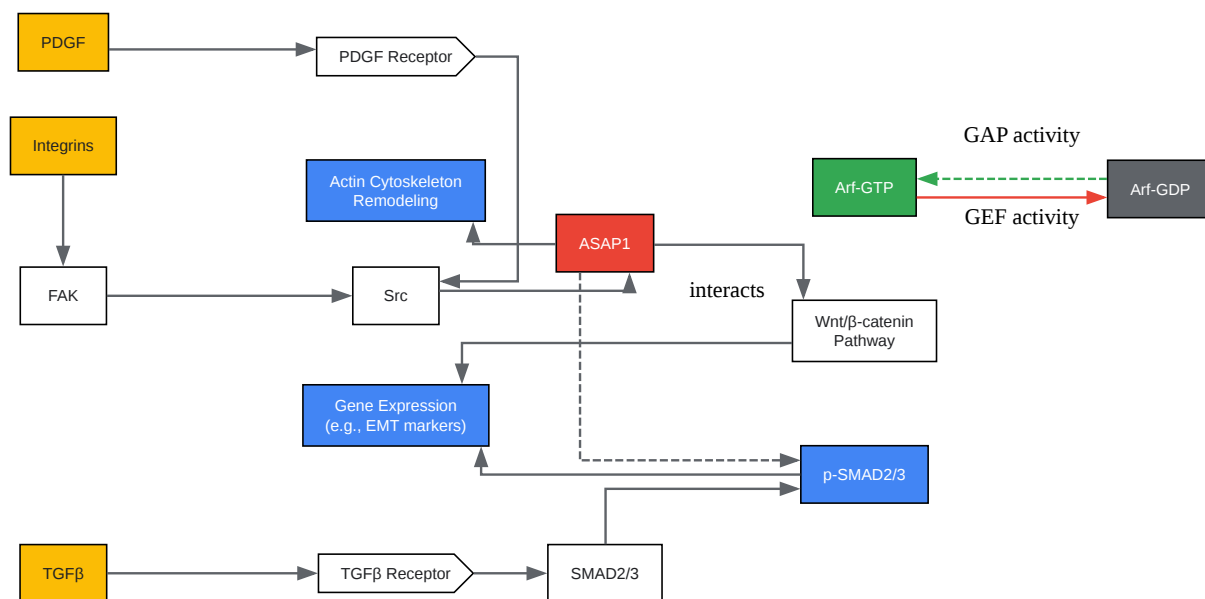 PDGF
PDGF Receptor
Integrins
GAP activity
Actin Cytoskeleton
Remodeling
Arf-GTP
Arf-GDP
GEF activity
ASAP1
FAK
Src
interacts
Wnt/β-catenin
Pathway
Gene Expression
(e.g., EMT markers)
p-SMAD2/3
TGFβ
TGFβ Receptor
SMAD2/3